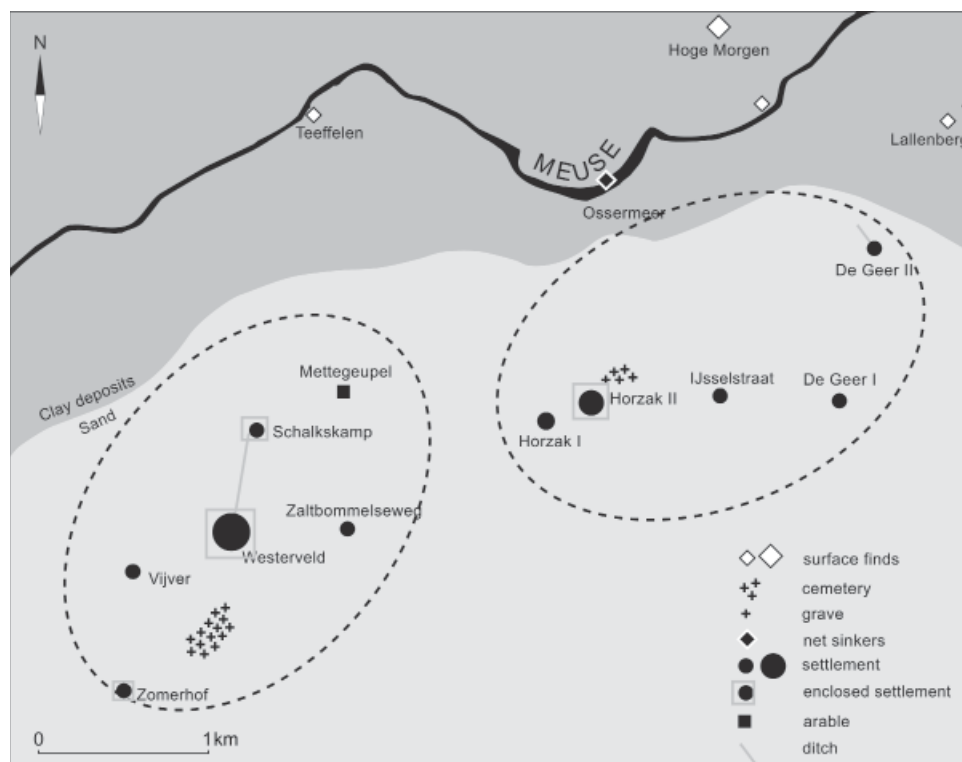 N
Hoge Morgen
Teeffelen
Lallenberg
MEUSE
Ossermeer
De Geer II
Mettegeupel
IJsselstraat
De Geer I
Clay deposits
Sand
Horzak II
Schalkskamp
Horzak I
Zaltbommelseweg
Westerveld
Vijver
Zomerhof
0 1km
surface finds
cemetery
grave
net sinkers
settlement
enclosed settlement
arable
ditch